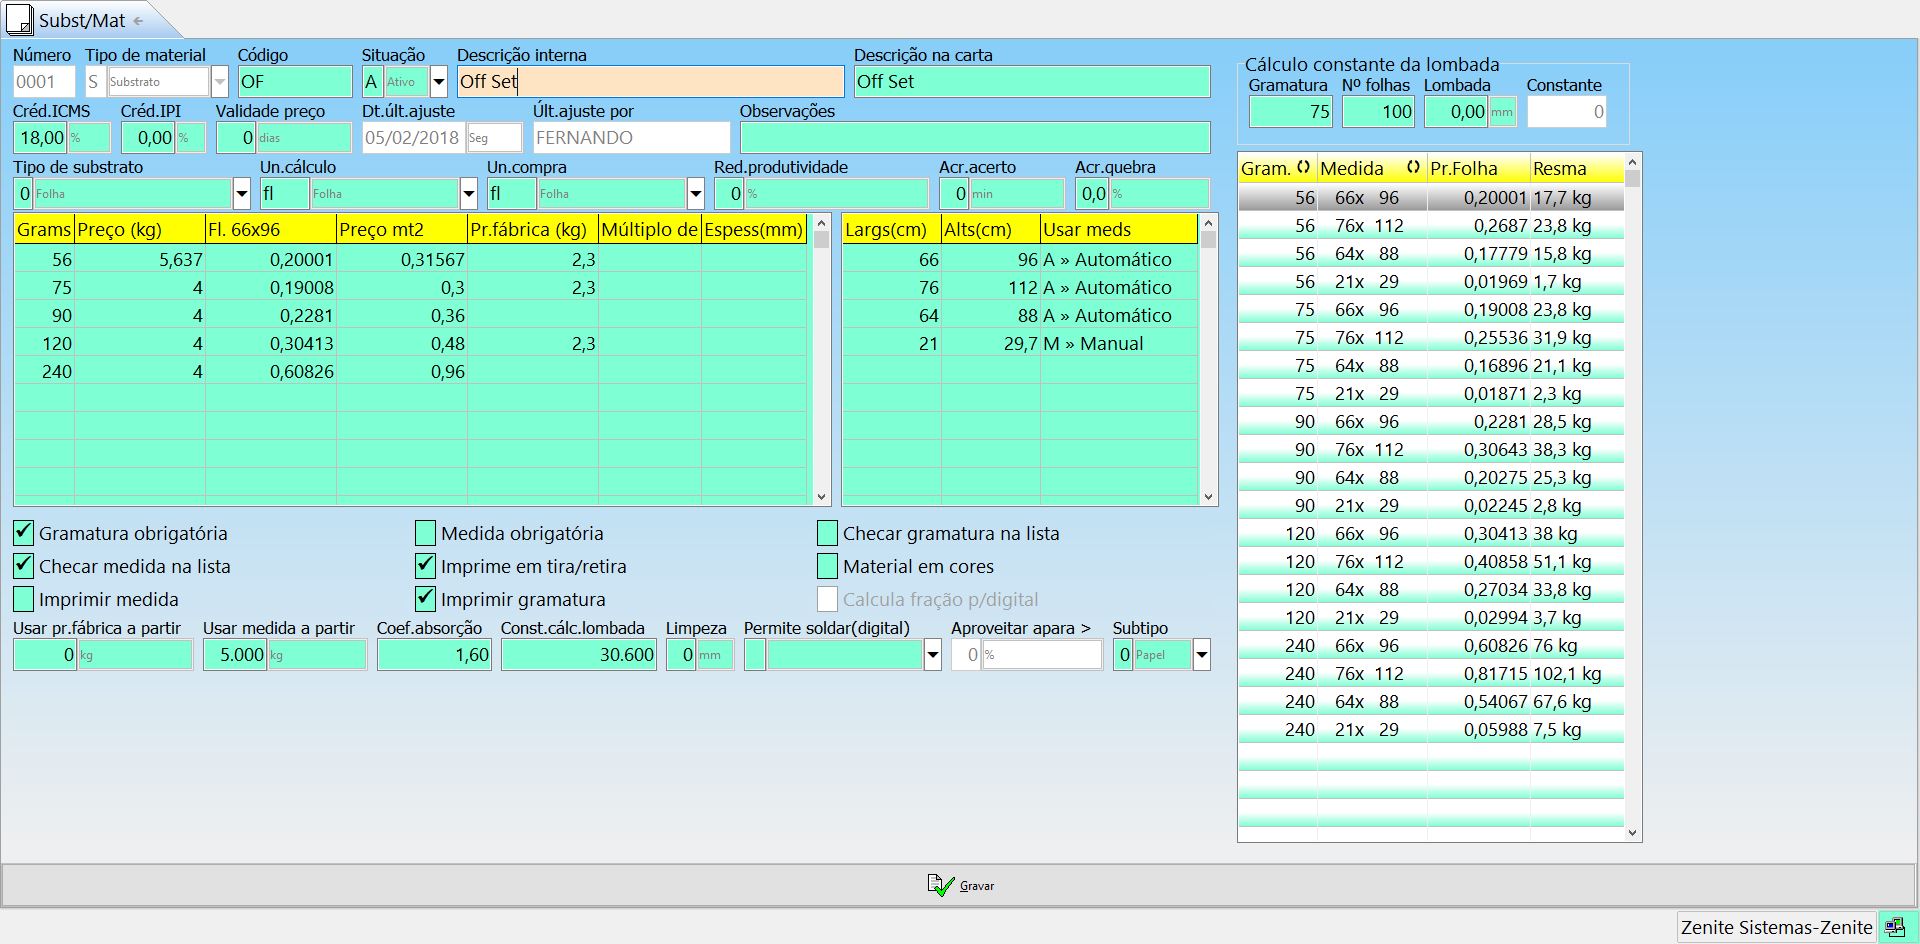 Subst/Mat
Número Tipo de material Código Situação Descrição interna Descrição na carta
0001 S Substrato OF A Ativo Off Set Off Set
Créd.ICMS Créd.IPI Validade preço Dt.últ.ajuste Últ.ajuste por Observações
18,00 % 0,00 % 0 dias 05/02/2018 Seg FERNANDO
Tipo de substrato Un.cálculo Un.compra Red.produtividade Acr.acerto Acr.quebra
0 Folha fl Folha fl Folha 0 % 0 min 0,0 %
Grams Preço (kg) Fl. 66x96 Preço mt2 Pr.fábrica (kg) Múltiplo de Espess(mm)
56 5,637 0,20001 0,31567 2,3
75 4 0,19008 0,3 2,3
90 4 0,2281 0,36
120 4 0,30413 0,48 2,3
240 4 0,60826 0,96
Largs(cm) Alts(cm) Usar meds
66 96 A » Automático
76 112 A » Automático
64 88 A » Automático
21 29,7 M » Manual
Gramatura obrigatória Medida obrigatória Checar gramatura na lista
Checar medida na lista Imprime em tira/retira Material em cores
Imprimir medida Imprimir gramatura Calcula fração p/digital
Usar pr.fábrica a partir Usar medida a partir Coef.absorção Const.cálc.lombada Limpeza Permite soldar(digital) Aproveitar apara > Subtipo
0 kg 5.000 kg 1,60 30.600 0 mm 0 % 0 Papel
Cálculo constante da lombada
Gramatura Nº folhas Lombada Constante
75 100 0,00 mm 0
Gram. Medida Pr.Folha Resma
56 66x 96 0,20001 17,7 kg
56 76x 112 0,2687 23,8 kg
56 64x 88 0,17779 15,8 kg
56 21x 29 0,01969 1,7 kg
75 66x 96 0,19008 23,8 kg
75 76x 112 0,25536 31,9 kg
75 64x 88 0,16896 21,1 kg
75 21x 29 0,01871 2,3 kg
90 66x 96 0,2281 28,5 kg
90 76x 112 0,30643 38,3 kg
90 64x 88 0,20275 25,3 kg
90 21x 29 0,02245 2,8 kg
120 66x 96 0,30413 38 kg
120 76x 112 0,40858 51,1 kg
120 64x 88 0,27034 33,8 kg
120 21x 29 0,02994 3,7 kg
240 66x 96 0,60826 76 kg
240 76x 112 0,81715 102,1 kg
240 64x 88 0,54067 67,6 kg
240 21x 29 0,05988 7,5 kg
Gravar
Zenite Sistemas-Zenite